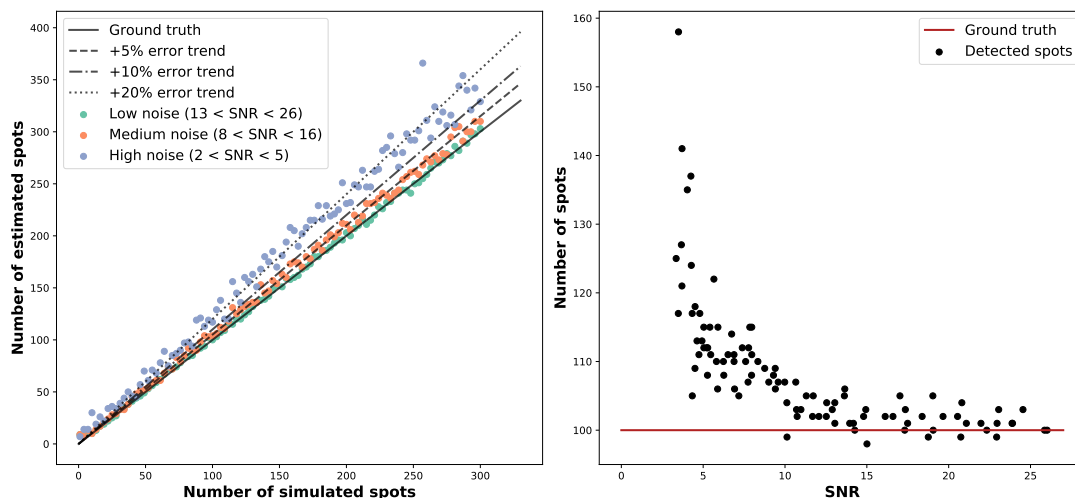 Ground truth
+5% error trend
+10% error trend
+20% error trend
Low noise (13 < SNR < 26)
Medium noise (8 < SNR < 16)
High noise (2 < SNR < 5)
400
350
300
250
200
150
100
50
0
Number of estimated spots
0 50 100 150 200 250 300
Number of simulated spots
Ground truth
Detected spots
160
150
140
130
120
110
100
Number of spots
0 5 10 15 20 25
SNR